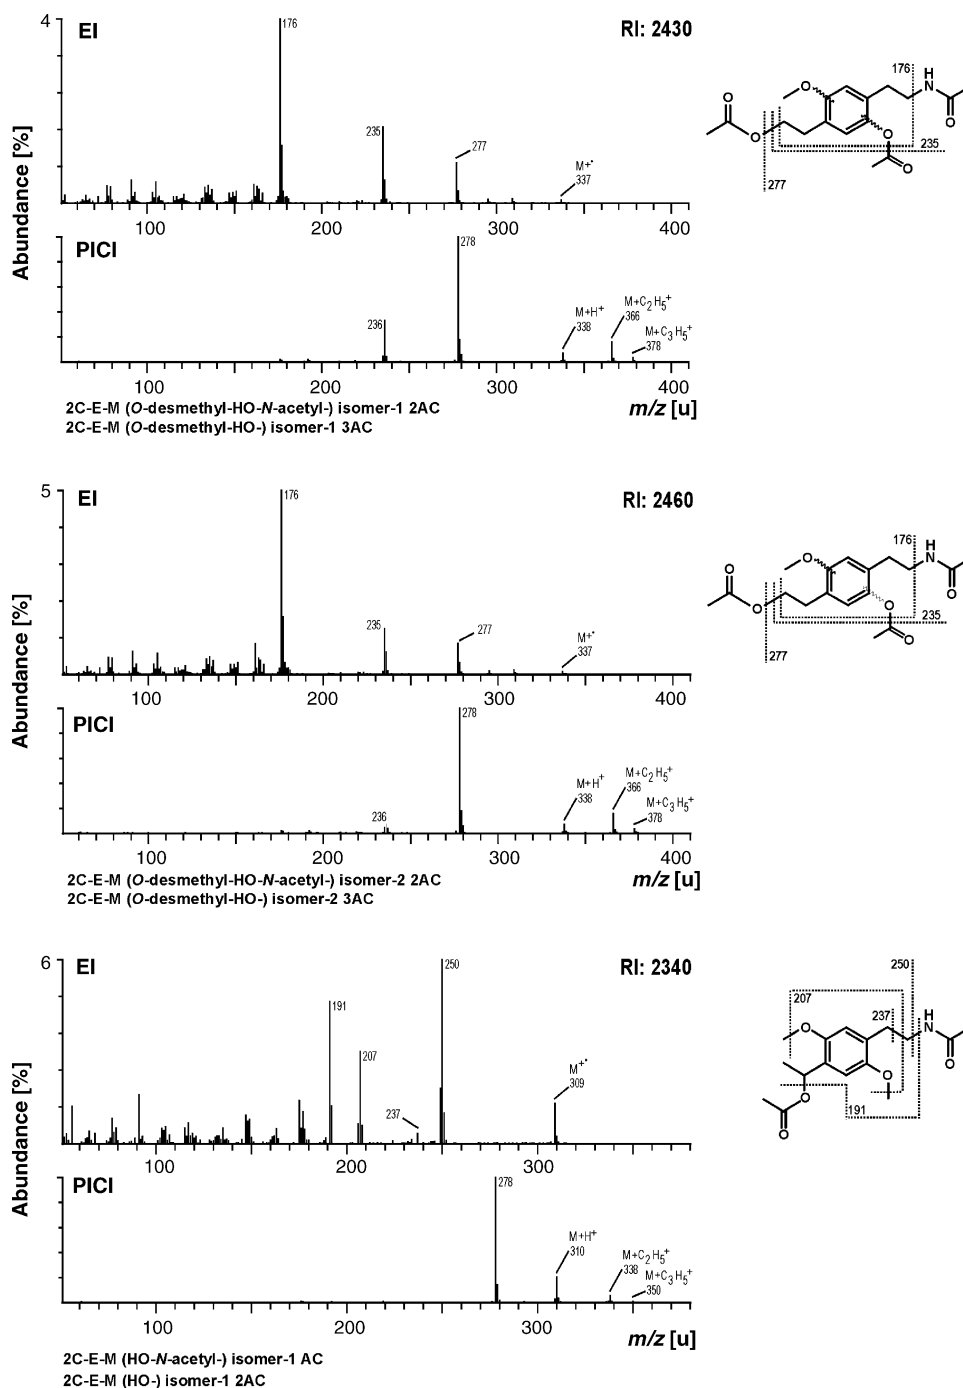 4
EI
RI: 2430
176
235
277
M+•
337
100
200
300
400
Abundance [%]
PICI
278
236
M+H+
338
M+C2H5+
366
M+C3H5+
378
100
200
300
400
m/z [u]
2C-E-M (O-desmethyl-HO-N-acetyl-) isomer-1 2AC
2C-E-M (O-desmethyl-HO-) isomer-1 3AC
176
H
N
O
O
O
O
O
235
277
5
EI
RI: 2460
176
235
277
M+•
337
100
200
300
400
Abundance [%]
PICI
278
236
M+H+
338
M+C2H5+
366
M+C3H5+
378
100
200
300
400
m/z [u]
2C-E-M (O-desmethyl-HO-N-acetyl-) isomer-2 2AC
2C-E-M (O-desmethyl-HO-) isomer-2 3AC
176
H
N
O
O
O
O
O
235
277
6
EI
RI: 2340
250
191
207
237
M+•
309
100
200
300
Abundance [%]
PICI
278
M+H+
310
M+C2H5+
338
M+C3H5+
350
100
200
300
m/z [u]
2C-E-M (HO-N-acetyl-) isomer-1 AC
2C-E-M (HO-) isomer-1 2AC
250
207
237
H
N
O
O
O
O
191
O